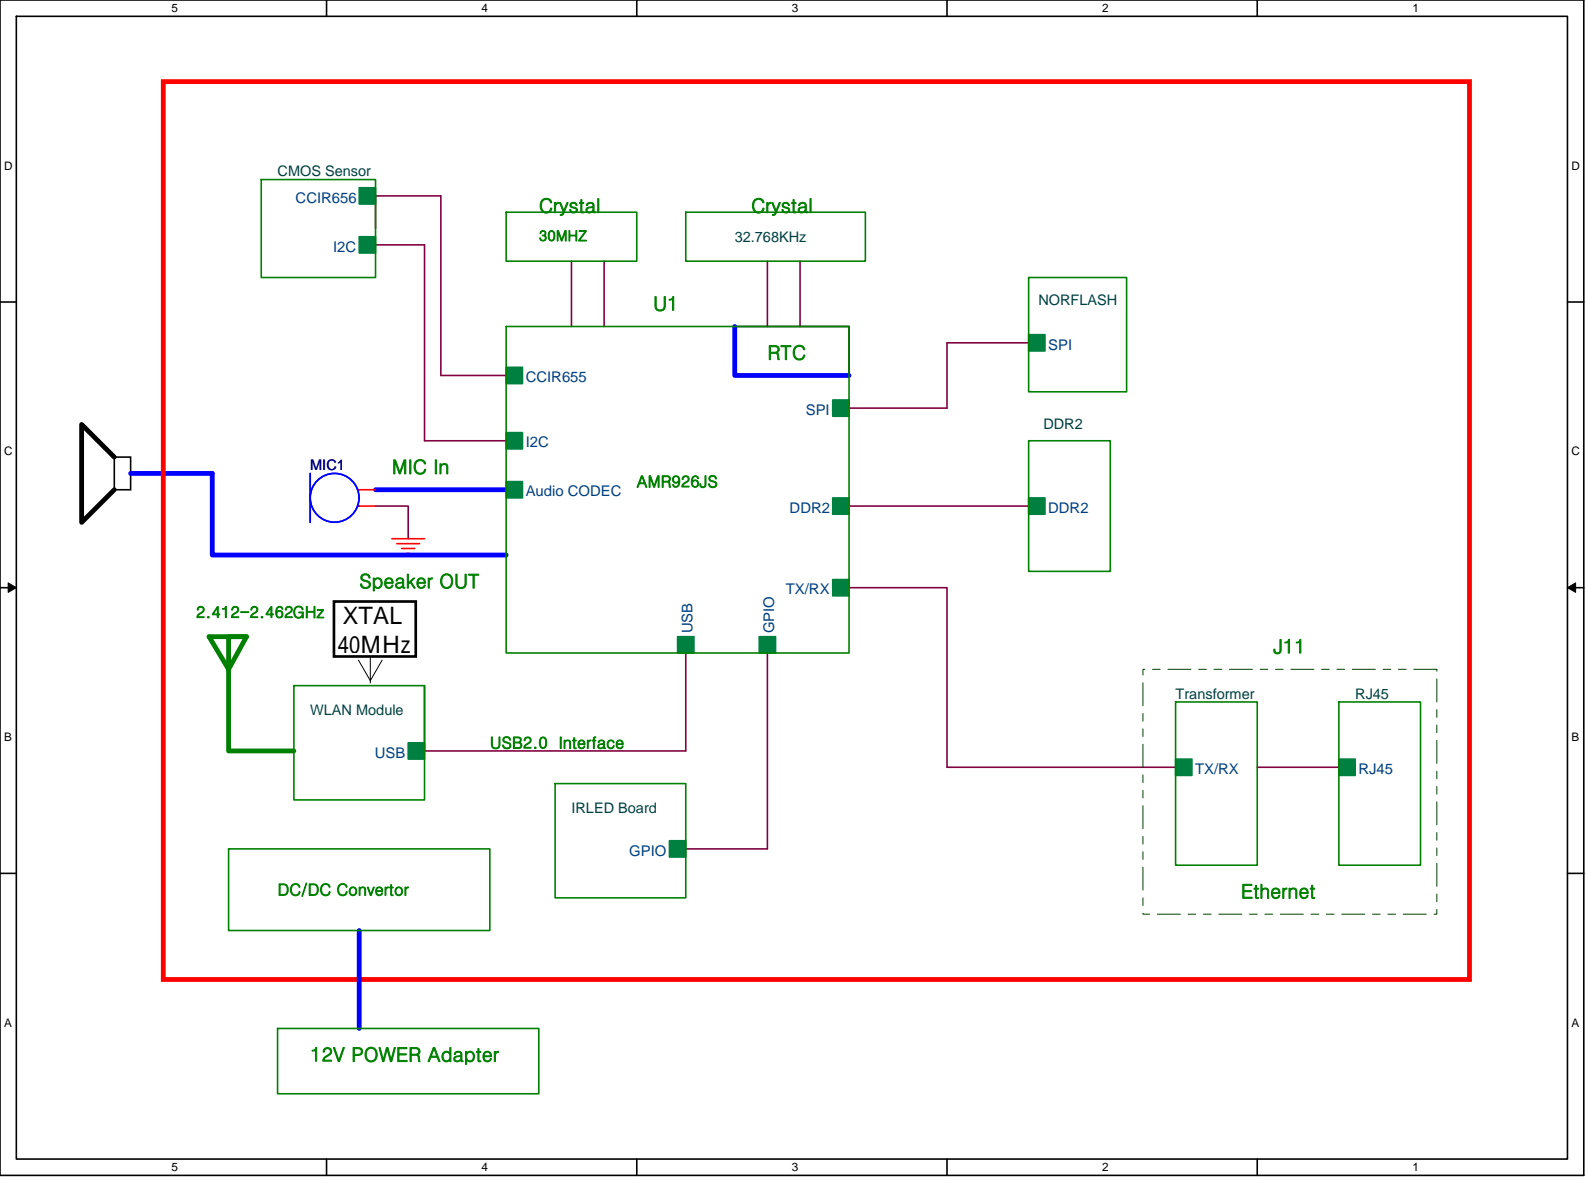 5 4 3 2 1
D D
CMOS Sensor
CCIR656
I2C
Crystal
30MHZ
Crystal
32.768KHz
U1
NORFLASH
SPI
RTC
CCIR655
SPI
DDR2
C C
I2C
MIC1
MIC In
Audio CODEC
AMR926JS
DDR2
DDR2
Speaker OUT
TX/RX
USB
GPIO
2.412-2.462GHz
XTAL
40MHz
J11
Transformer
RJ45
WLAN Module
USB
USB2.0 Interface
B B
TX/RX
RJ45
IRLED Board
GPIO
DC/DC Convertor
Ethernet
A A
12V POWER Adapter
5 4 3 2 1